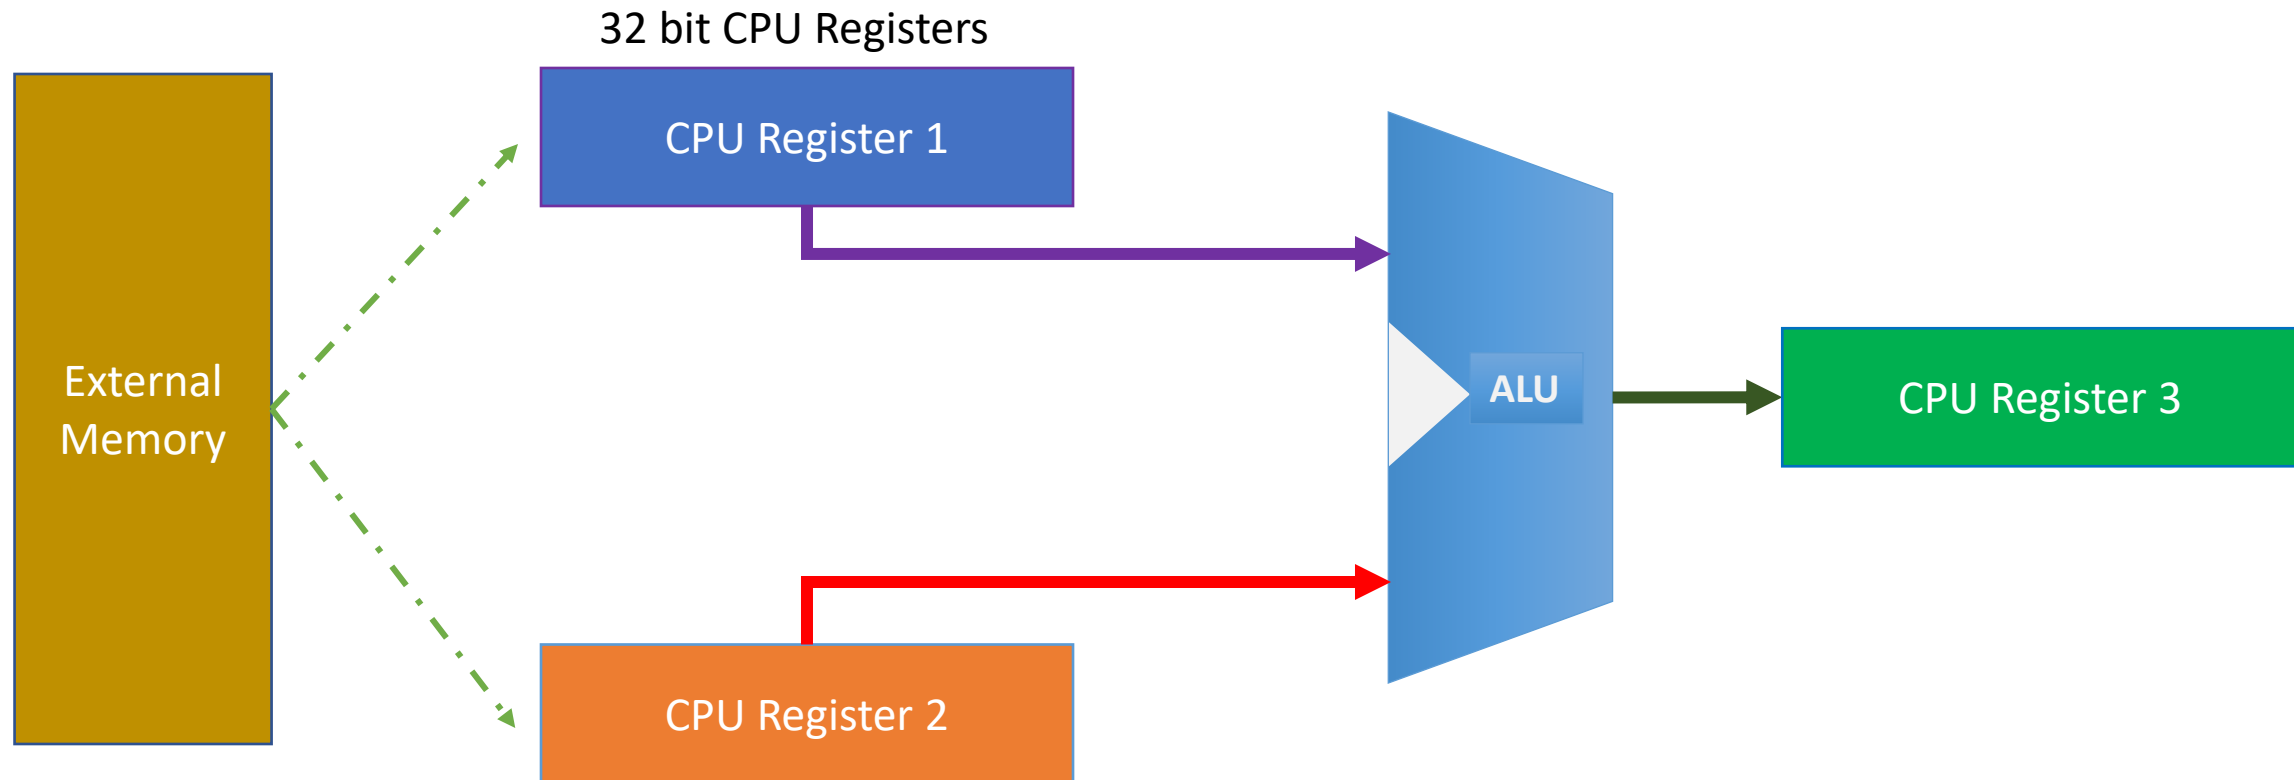 32 bit CPU Registers
CPU Register 1
External
Memory
ALU
CPU Register 3
CPU Register 2